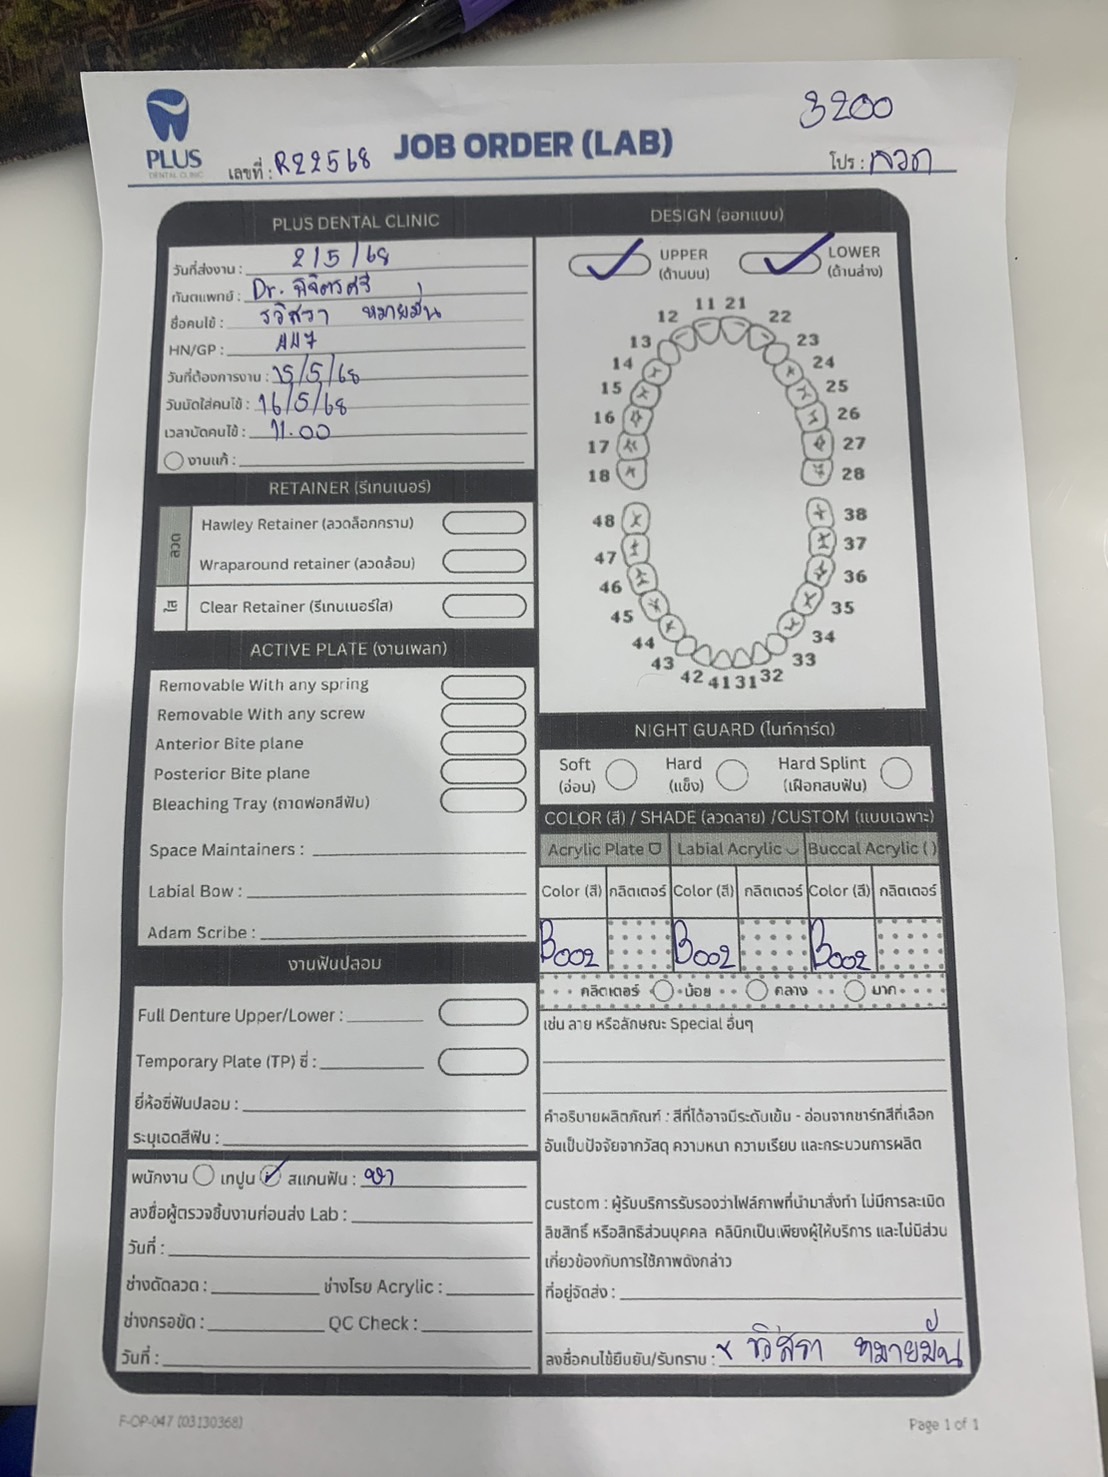 3200
PLUS
DENTAL CLINIC
เลขที่ : R22568
JOB ORDER (LAB)
โปร : ลวด
PLUS DENTAL CLINIC
วันที่ส่งงาน : 2/5/68
ทันตแพทย์ : Dr. พิจิตรศรี
ชื่อคนไข้ : หมายมั่น
HN/GP :
วันที่ต้องการงาน : 15/5/68
วันนัดใส่คนไข้ : 16/5/68
เวลานัดคนไข้ : 11.00
งานแก้ :
RETAINER (รีเทนเนอร์)
ลวด
Hawley Retainer (ลวดล็อกกราม)
Wraparound retainer (ลวดล้อม)
ใส
Clear Retainer (รีเทนเนอร์ใส)
ACTIVE PLATE (งานเพลท)
Removable With any spring
Removable With any screw
Anterior Bite plane
Posterior Bite plane
Bleaching Tray (ถาดฟอกสีฟัน)
Space Maintainers :
Labial Bow :
Adam Scribe :
งานฟันปลอม
Full Denture Upper/Lower :
Temporary Plate (TP) ซี่ :
ยี่ห้อซี่ฟันปลอม :
ระบุเฉดสีฟัน :
พนักงาน เทปูน สแกนฟัน :
ลงชื่อผู้ตรวจชิ้นงานก่อนส่ง Lab :
วันที่ :
ช่างดัดลวด : ช่างโรย Acrylic :
ช่างกรอขัด : QC Check :
วันที่ :
DESIGN (ออกแบบ)
UPPER
(ด้านบน)
LOWER
(ด้านล่าง)
11 21
12 22
13 23
14 24
15 25
16 26
17 27
18 28
48 38
47 37
46 36
45 35
44 34
43 33
42 41 31 32
NIGHT GUARD (ไนท์การ์ด)
Soft
(อ่อน)
Hard
(แข็ง)
Hard Splint
(เฝือกสบฟัน)
COLOR (สี) / SHADE (ลวดลาย) /CUSTOM (แบบเฉพาะ)
Acrylic Plate Labial Acrylic Buccal Acrylic ( )
Color (สี) กลิตเตอร์ Color (สี) กลิตเตอร์ Color (สี) กลิตเตอร์
B002 B002 B002
กลิตเตอร์ น้อย กลาง มาก
เช่น ลาย หรือลักษณะ Special อื่นๆ
คำอธิบายผลิตภัณฑ์ : สีที่ได้อาจมีระดับเข้ม - อ่อนจากชาร์ทสีที่เลือก
อันเป็นปัจจัยจากวัสดุ ความหนา ความเรียบ และกระบวนการผลิต
custom : ผู้รับบริการรับรองว่าไฟล์ภาพที่นำมาสั่งทำ ไม่มีการละเมิด
ลิขสิทธิ์ หรือสิทธิส่วนบุคคล คลินิกเป็นเพียงผู้ให้บริการ และไม่มีส่วน
เกี่ยวข้องกับการใช้ภาพดังกล่าว
ที่อยู่จัดส่ง :
ลงชื่อคนไข้ยืนยัน/รับทราบ : x หมายมั่น
F-OP-047 (03130368)
Page 1 of 1